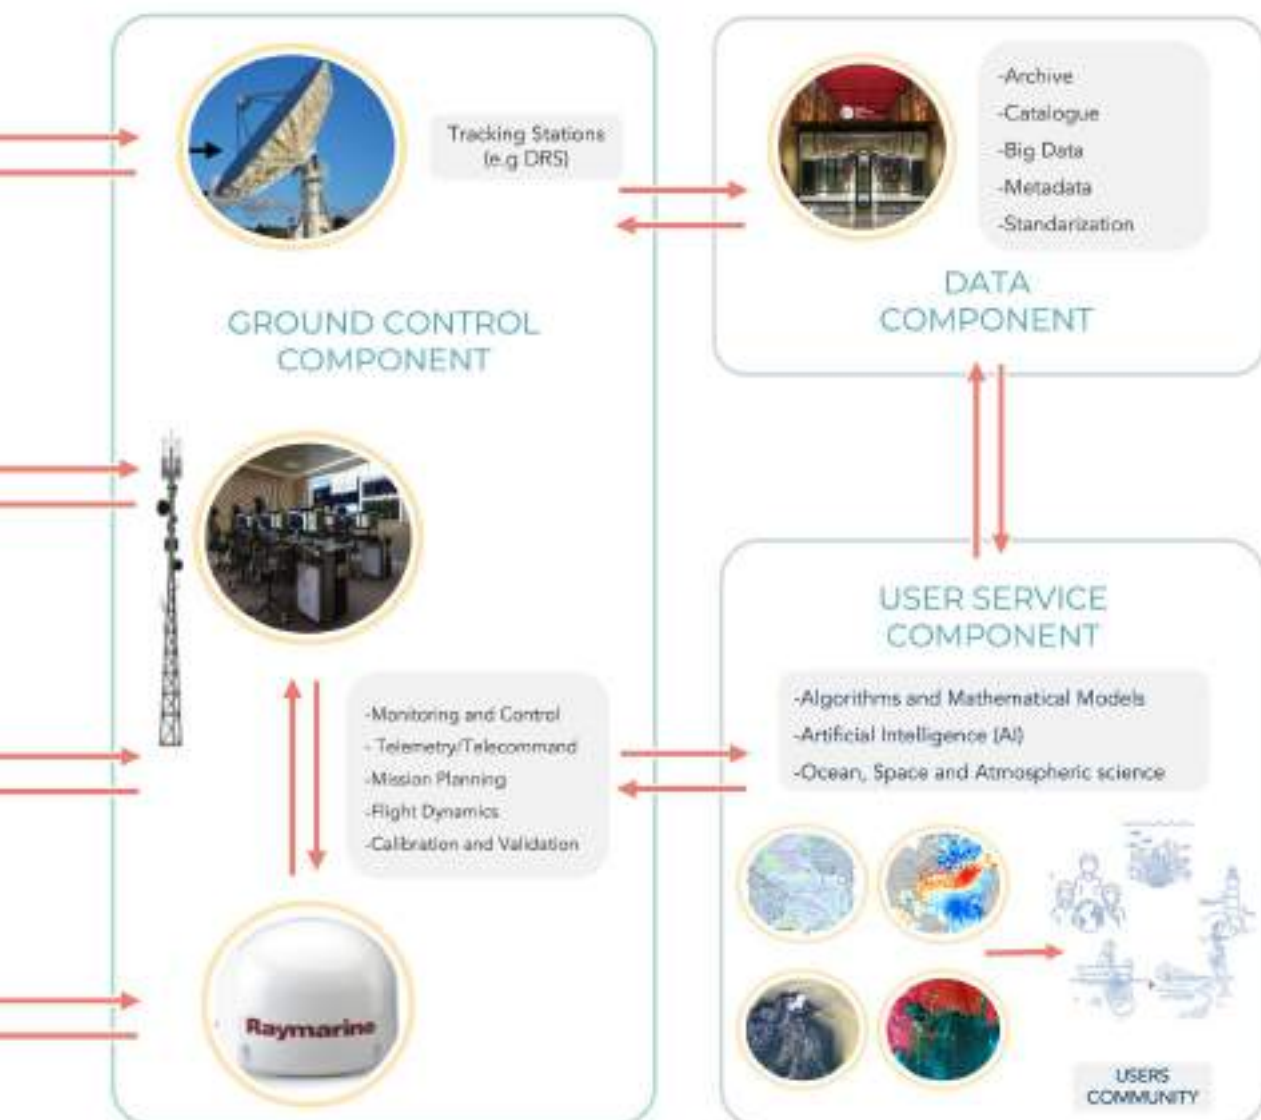 Tracking Stations
(e.g DRS)
GROUND CONTROL
COMPONENT
-Monitoring and Control
- Telemetry/Telecommand
-Mission Planning
-Flight Dynamics
-Calibration and Validation
Raymarine
-Archive
-Catalogue
-Big Data
-Metadata
-Standarization
DATA
COMPONENT
USER SERVICE
COMPONENT
-Algorithms and Mathematical Models
-Artificial Intelligence (AI)
-Ocean, Space and Atmospheric science
USERS
COMMUNITY